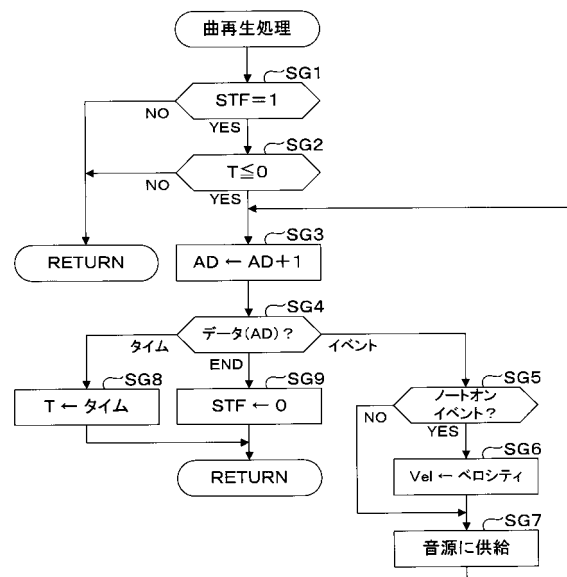 曲再生処理
SG1
STF=1
NO
YES
SG2
T≦0
NO
YES
SG3
RETURN
AD ← AD+1
SG4
データ(AD)?
タイム
END
イベント
SG8
SG9
SG5
T ← タイム
STF ← 0
ノートオン
イベント?
NO
YES
SG6
RETURN
Vel ← ベロシティ
SG7
音源に供給